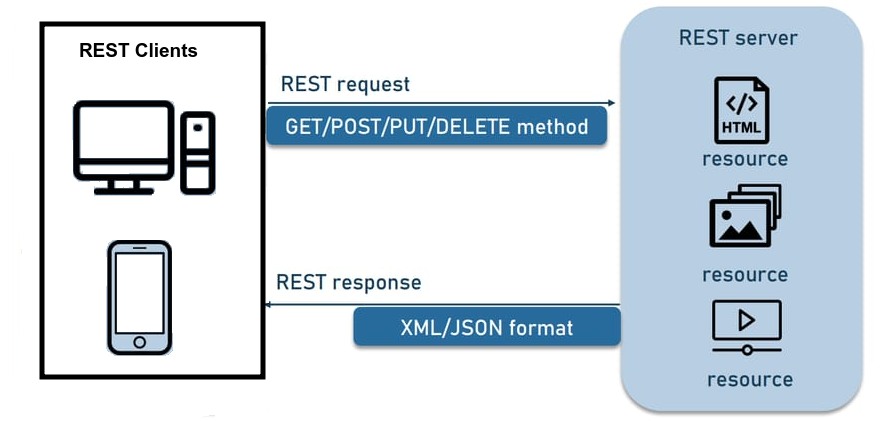 REST Clients
REST server
REST request
GET/POST/PUT/DELETE method
</>
HTML
resource
resource
REST response
XML/JSON format
resource